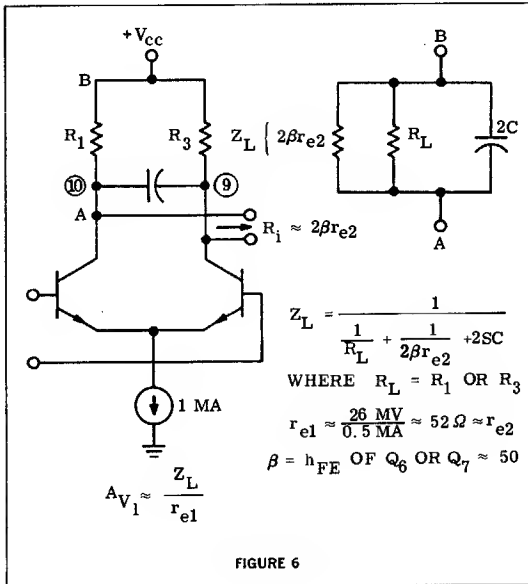 +Vcc
B
R1
R3
⑩
⑨
A
Ri ≈ 2βre2
1 MA
AV1 ≈ ZL / re1
B
ZL { 2βre2
RL
2C
A
ZL = 1 / (1/RL + 1/2βre2 + 2SC)
WHERE RL = R1 OR R3
re1 ≈ 26 MV / 0.5 MA ≈ 52 Ω ≈ re2
β = hFE OF Q6 OR Q7 ≈ 50
FIGURE 6